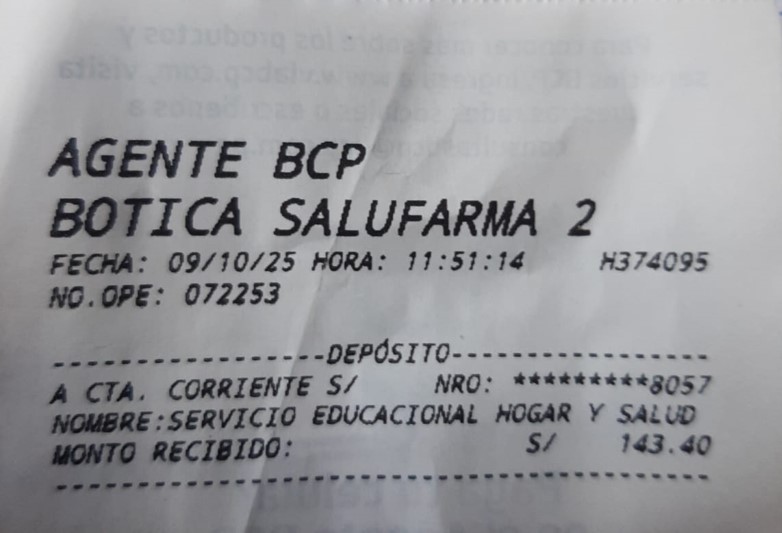 AGENTE BCP
BOTICA SALUFARMA 2
FECHA: 09/10/25 HORA: 11:51:14 H374095
NO.OPE: 072253
------------------DEPÓSITO------------------
A CTA. CORRIENTE S/ NRO: *********8057
NOMBRE:SERVICIO EDUCACIONAL HOGAR Y SALUD
MONTO RECIBIDO: S/ 143.40
--------------------------------------------